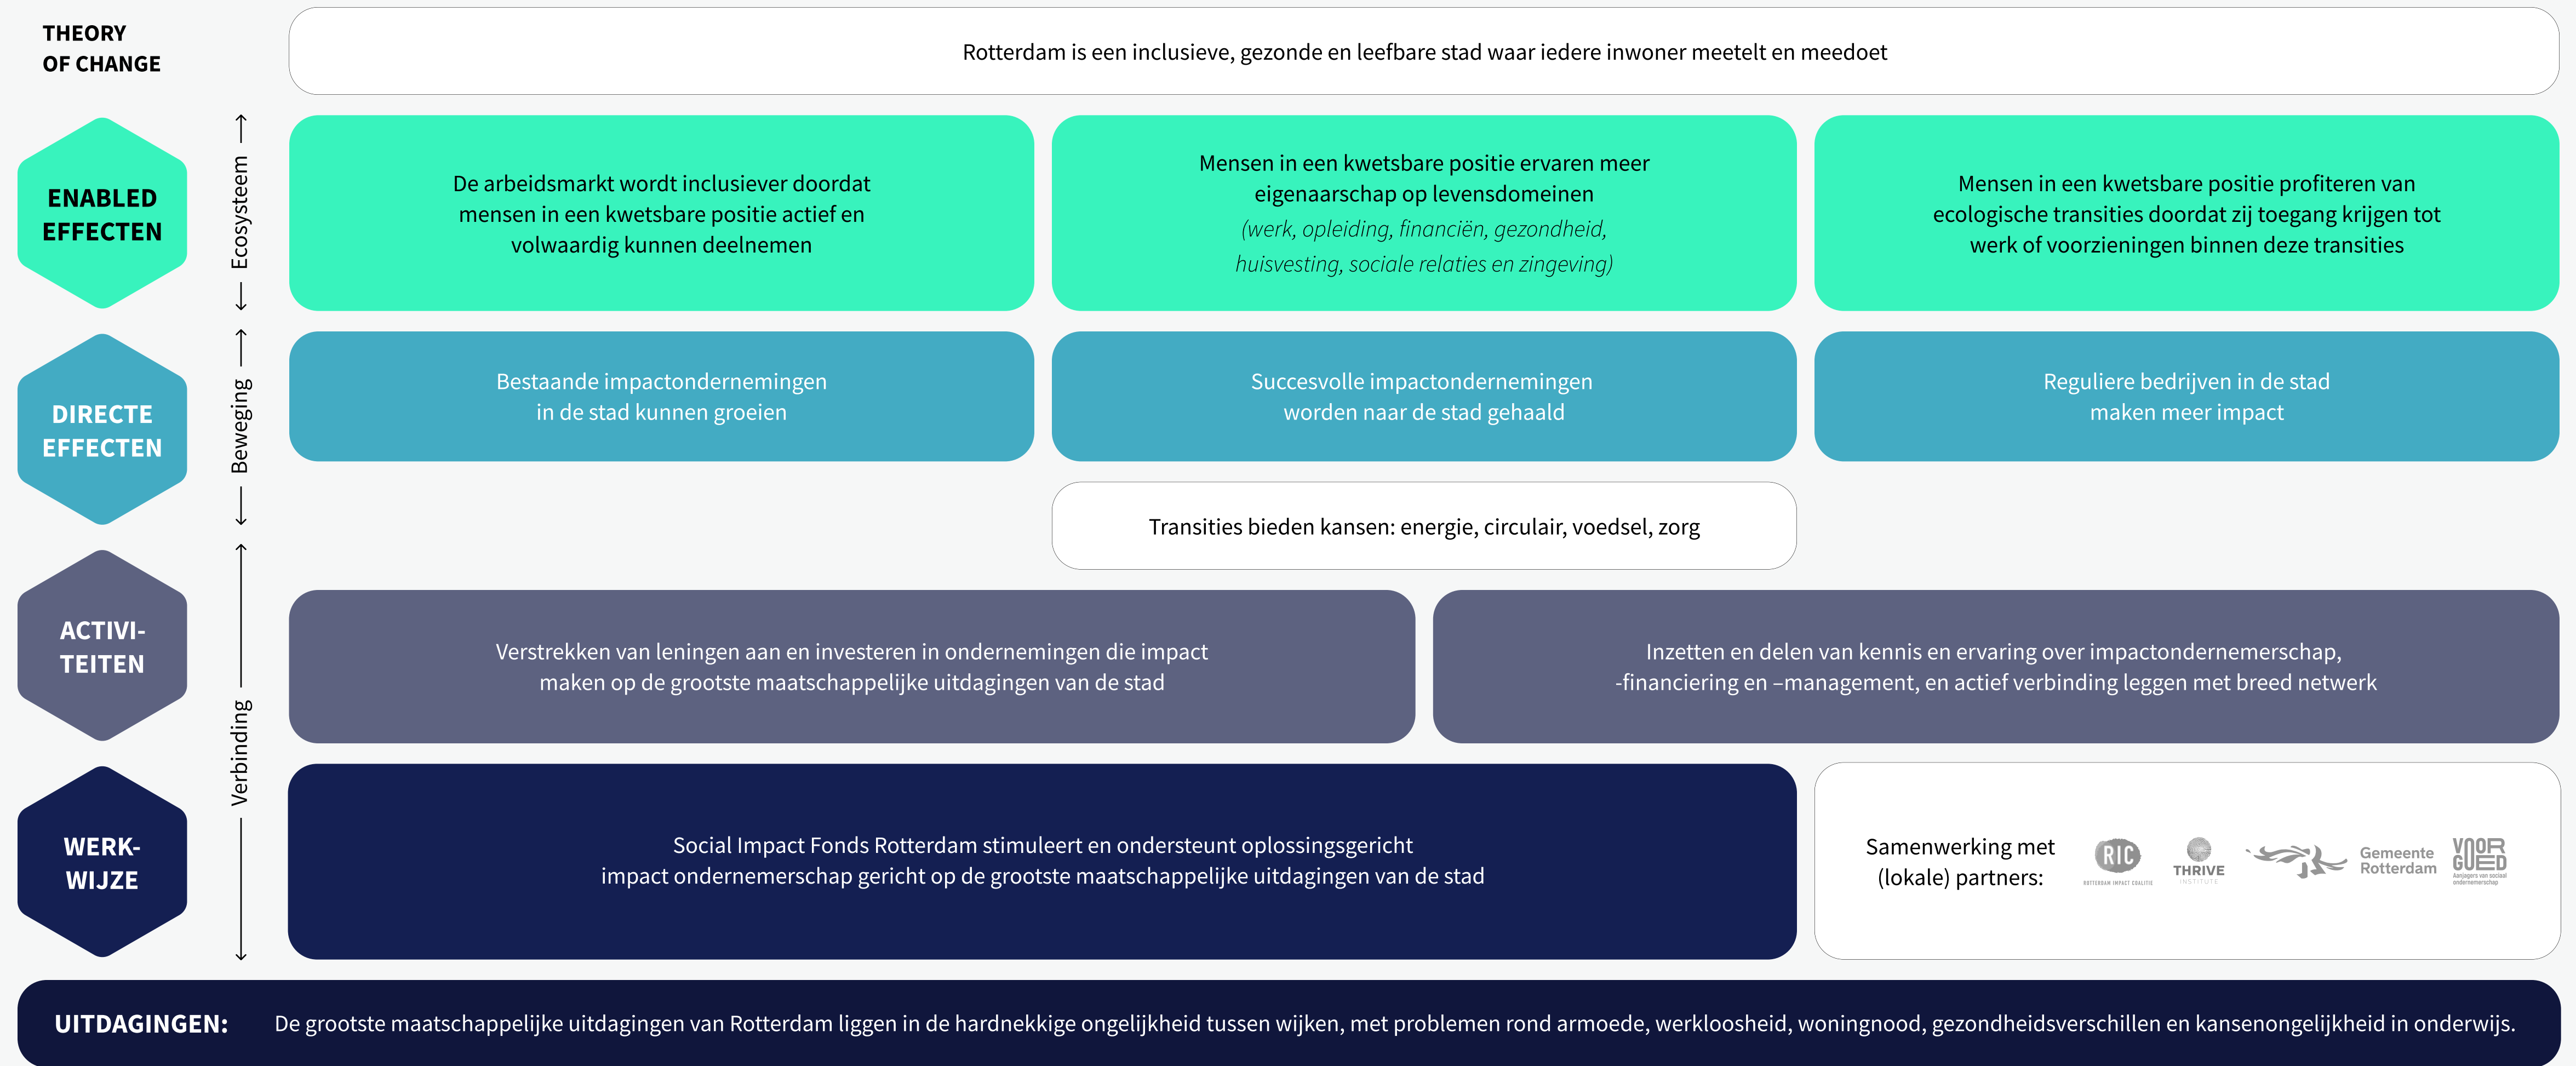 THEORY
OF CHANGE
Rotterdam is een inclusieve, gezonde en leefbare stad waar iedere inwoner meetelt en meedoet
ENABLED
EFFECTEN
Ecosysteem
De arbeidsmarkt wordt inclusiever doordat
mensen in een kwetsbare positie actief en
volwaardig kunnen deelnemen
Mensen in een kwetsbare positie ervaren meer
eigenaarschap op levensdomeinen
(werk, opleiding, financiën, gezondheid,
huisvesting, sociale relaties en zingeving)
Mensen in een kwetsbare positie profiteren van
ecologische transities doordat zij toegang krijgen tot
werk of voorzieningen binnen deze transities
DIRECTE
EFFECTEN
Beweging
Bestaande impactondernemingen
in de stad kunnen groeien
Succesvolle impactondernemingen
worden naar de stad gehaald
Reguliere bedrijven in de stad
maken meer impact
Transities bieden kansen: energie, circulair, voedsel, zorg
ACTIVI-
TEITEN
Verbinding
Verstrekken van leningen aan en investeren in ondernemingen die impact
maken op de grootste maatschappelijke uitdagingen van de stad
Inzetten en delen van kennis en ervaring over impactondernemerschap,
-financiering en –management, en actief verbinding leggen met breed netwerk
WERK-
WIJZE
Social Impact Fonds Rotterdam stimuleert en ondersteunt oplossingsgericht
impact ondernemerschap gericht op de grootste maatschappelijke uitdagingen van de stad
Samenwerking met
(lokale) partners:
RIC
ROTTERDAM IMPACT COALITIE
THRIVE
INSTITUTE
Gemeente
Rotterdam
VOOR
GOED
Aanjagers van sociaal
ondernemerschap
UITDAGINGEN:
De grootste maatschappelijke uitdagingen van Rotterdam liggen in de hardnekkige ongelijkheid tussen wijken, met problemen rond armoede, werkloosheid, woningnood, gezondheidsverschillen en kansenongelijkheid in onderwijs.